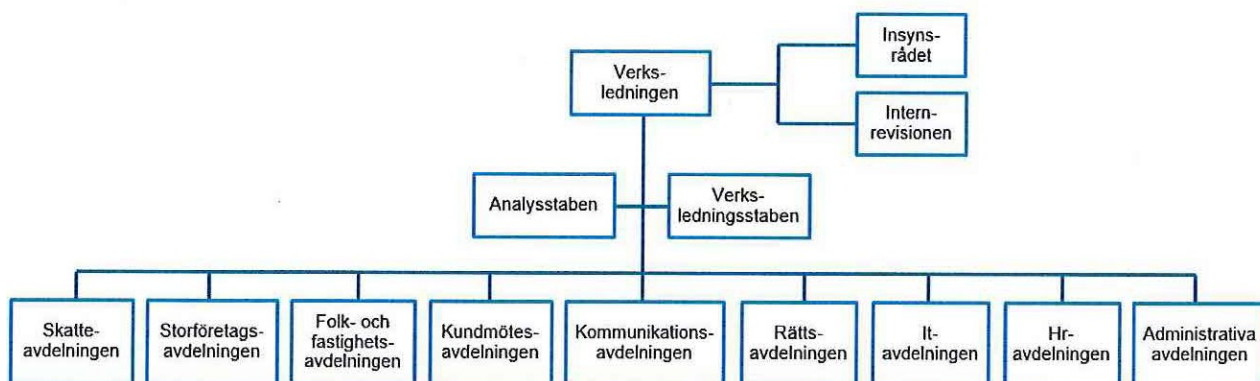 Insyns-
rådet
Verks-
ledningen
Intern-
revisionen
Analysstaben
Verks-
ledningsstaben
Skatte-
avdelningen
Storföretags-
avdelningen
Folk- och
fastighets-
avdelningen
Kundmötes-
avdelningen
Kommunikations-
avdelningen
Rätts-
avdelningen
It-
avdelningen
Hr-
avdelningen
Administrativa
avdelningen